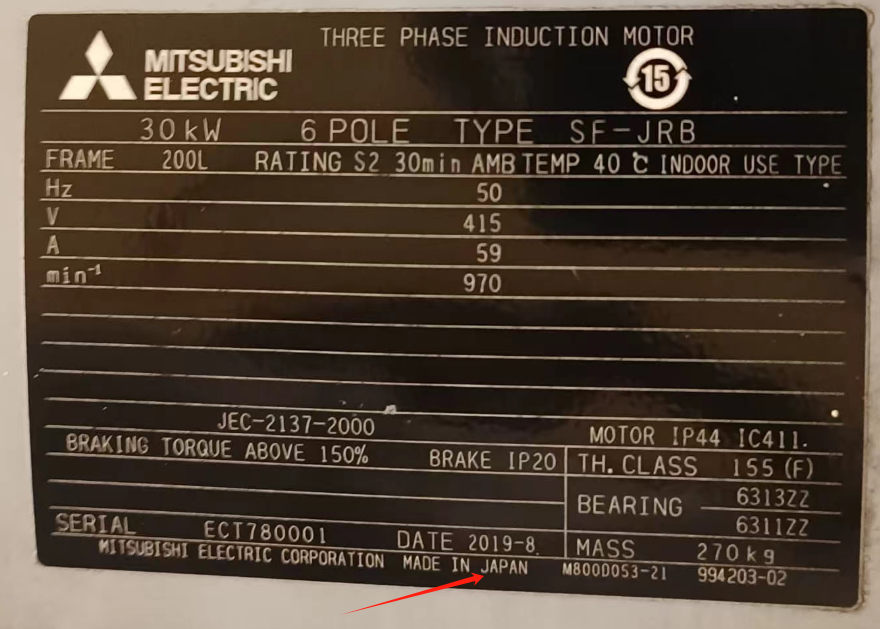 THREE PHASE INDUCTION MOTOR
MITSUBISHI
ELECTRIC
15
30kW 6 POLE TYPE SF-JRB
FRAME 200L RATING S2 30min AMB TEMP 40 ℃ INDOOR USE TYPE
Hz 50
V 415
A 59
min⁻¹ 970
JEC-2137-2000
MOTOR IP44 IC411.
BRAKING TORQUE ABOVE 150% BRAKE IP20 TH. CLASS 155 (F)
BEARING 6313ZZ
6311ZZ
SERIAL ECT780001 DATE 2019-8. MASS 270kg
MITSUBISHI ELECTRIC CORPORATION MADE IN JAPAN M800D053-21 994203-02